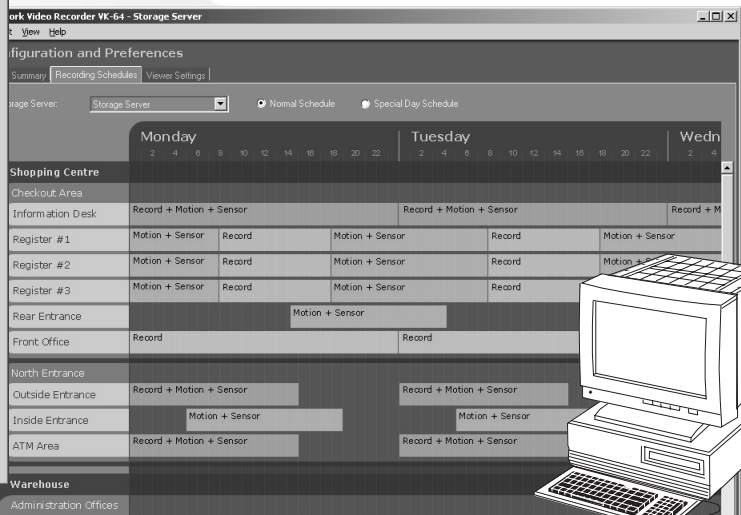 ork Video Recorder VK-64 - Storage Server
t View Help
figuration and Preferences
Summary Recording Schedules Viewer Settings
orage Server: Storage Server Normal Schedule Special Day Schedule
Monday Tuesday Wedn
2 4 6 8 10 12 14 16 18 20 22 2 4 6 8 10 12 14 16 18 20 22 2 4
Shopping Centre
Checkout Area
Information Desk Record + Motion + Sensor Record + Motion + Sensor Record + M
Register #1 Motion + Sensor Record Motion + Sensor Record Motion + Sensor
Register #2 Motion + Sensor Record Motion + Sensor Record Motion +
Register #3 Motion + Sensor Record Motion + Sensor Record
Rear Entrance Motion + Sensor
Front Office Record Record
North Entrance
Outside Entrance Record + Motion + Sensor Record + Motion + Sensor
Inside Entrance Motion + Sensor Motion + Sensor
ATM Area Record + Motion + Sensor Record + Motion + Sensor
Warehouse
Administration Offices